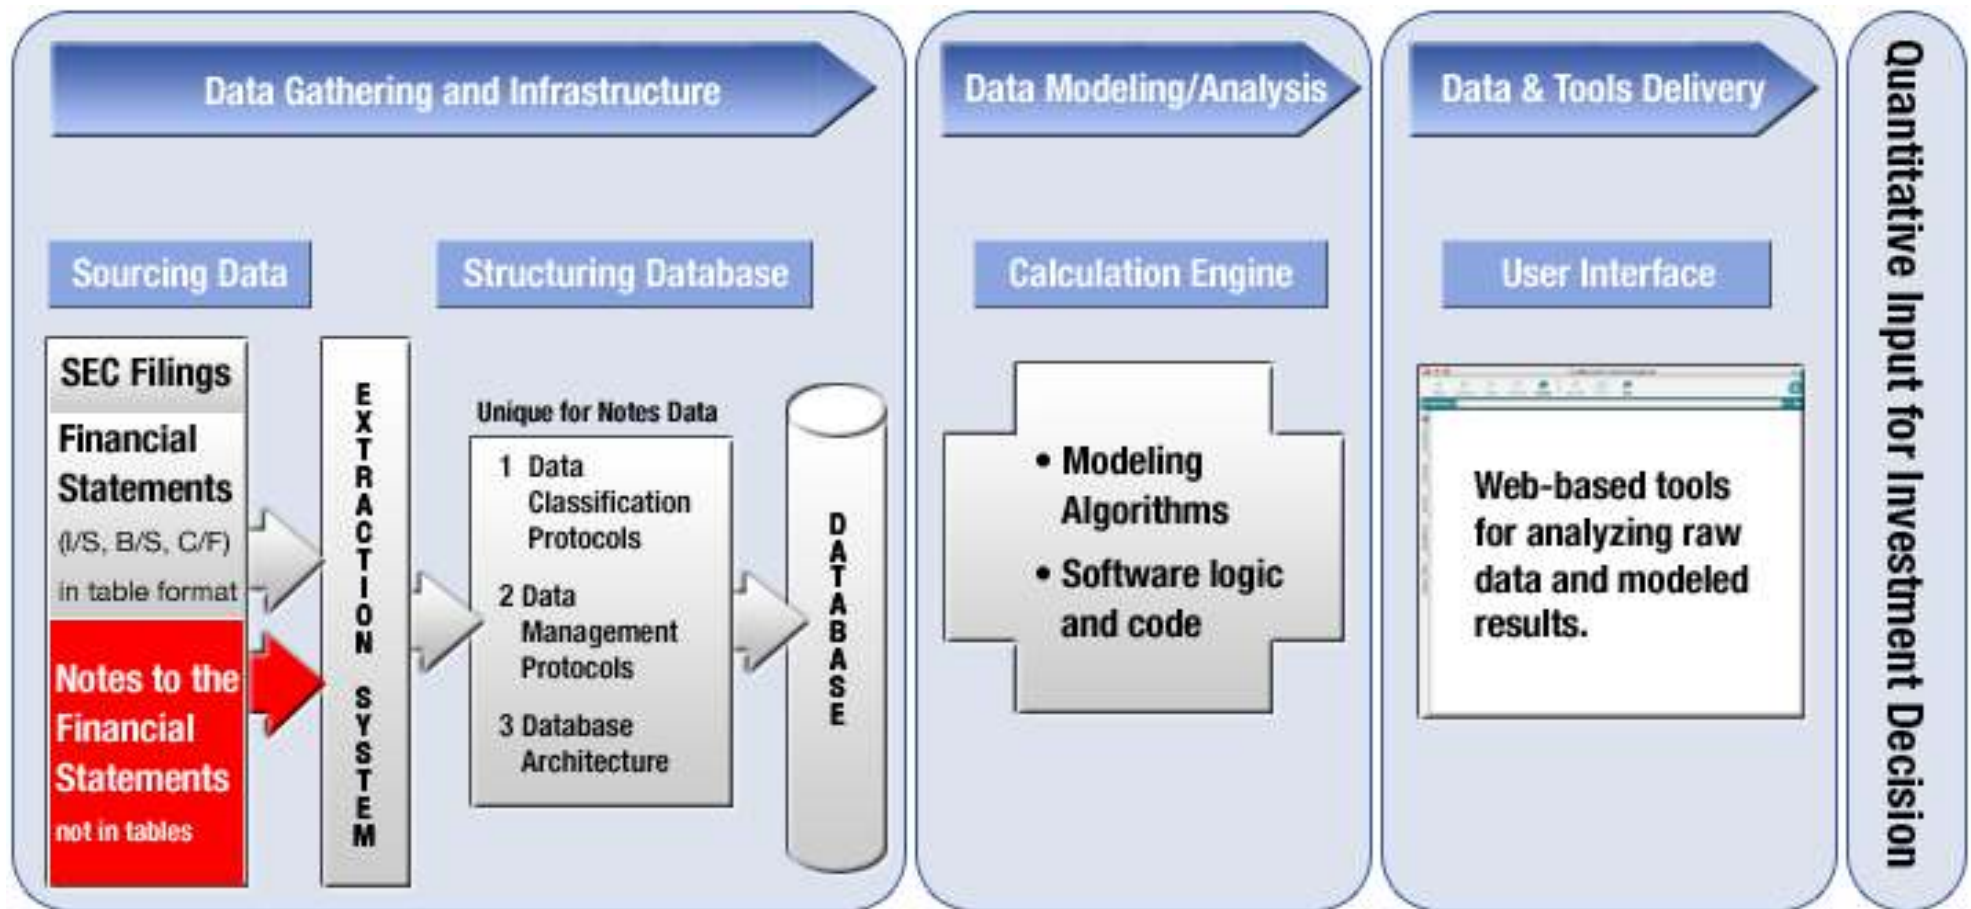 Data Gathering and Infrastructure
Sourcing Data
SEC Filings
Financial
Statements
(I/S, B/S, C/F)
in table format
Notes to the
Financial
Statements
not in tables
EXTRACTION SYSTEM
Structuring Database
Unique for Notes Data
1 Data
Classification
Protocols
2 Data
Management
Protocols
3 Database
Architecture
DATABASE
Data Modeling/Analysis
Calculation Engine
• Modeling
Algorithms
• Software logic
and code
Data & Tools Delivery
User Interface
Web-based tools
for analyzing raw
data and modeled
results.
Quantitative Input for Investment Decision